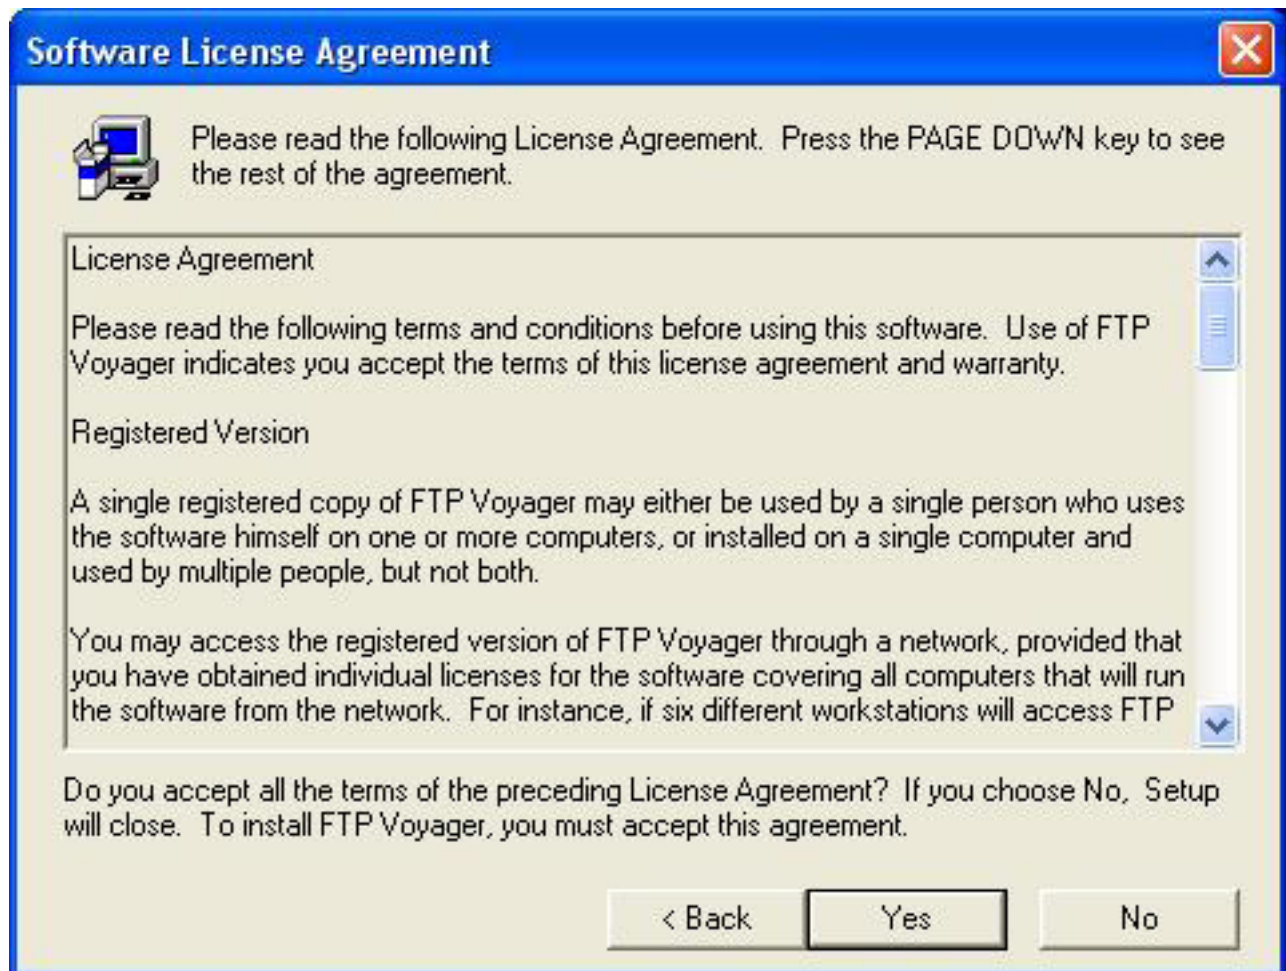 Software License Agreement
Please read the following License Agreement.  Press the PAGE DOWN key to see
the rest of the agreement.
License Agreement
Please read the following terms and conditions before using this software.  Use of FTP
Voyager indicates you accept the terms of this license agreement and warranty.
Registered Version
A single registered copy of FTP Voyager may either be used by a single person who uses
the software himself on one or more computers, or installed on a single computer and
used by multiple people, but not both.
You may access the registered version of FTP Voyager through a network, provided that
you have obtained individual licenses for the software covering all computers that will run
the software from the network.  For instance, if six different workstations will access FTP
Do you accept all the terms of the preceding License Agreement?  If you choose No,  Setup
will close.  To install FTP Voyager, you must accept this agreement.
< Back Yes No